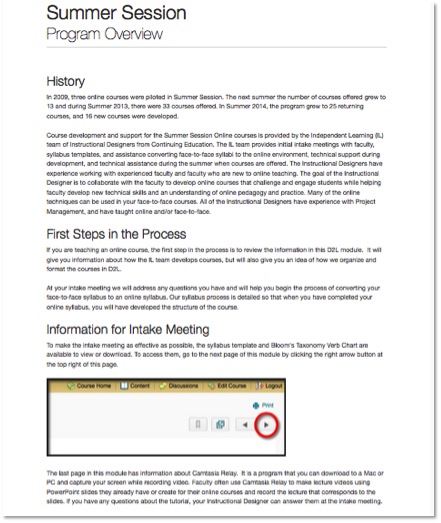 Summer Session
Program Overview
History
In 2009, three online courses were piloted in Summer Session. The next summer the number of courses offered grew to
13 and during Summer 2013, there were 33 courses offered. In Summer 2014, the program grew to 25 returning
courses, and 16 new courses were developed.
Course development and support for the Summer Session Online courses is provided by the Independent Learning (IL)
team of Instructional Designers from Continuing Education. The IL team provides initial intake meetings with faculty,
syllabus templates, and assistance converting face-to-face syllabi to the online environment, technical support during
development, and technical assistance during the summer when courses are offered. The Instructional Designers have
experience working with experienced faculty and faculty who are new to online teaching. The goal of the Instructional
Designer is to collaborate with the faculty to develop online courses that challenge and engage students while helping
faculty develop new technical skills and an understanding of online pedagogy and practice. Many of the online
techniques can be used in your face-to-face courses. All of the Instructional Designers have experience with Project
Management, and have taught online and/or face-to-face.
First Steps in the Process
If you are teaching an online course, the first step in the process is to review the information in this D2L module. It will
give you information about how the IL team develops courses, but will also give you an idea of how we organize and
format the courses in D2L.
At your intake meeting we will address any questions you have and will help you begin the process of converting your
face-to-face syllabus to an online syllabus. Our syllabus process is detailed so that when you have completed your
online syllabus, you will have developed the structure of the course.
Information for Intake Meeting
To make the intake meeting as effective as possible, the syllabus template and Bloom's Taxonomy Verb Chart are
available to view or download. To access them, go to the next page of this module by clicking the right arrow button at
the top right of this page.
Course Home Content Discussions Edit Course Logout
Print
The last page in this module has information about Camtasia Relay. It is a program that you can download to a Mac or
PC and capture your screen while recording video. Faculty often use Camtasia Relay to make lecture videos using
PowerPoint slides they already have or create for their online courses and record the lecture that corresponds to the
slides. If you have any questions about the tutorial, your Instructional Designer can answer them at the intake meeting.